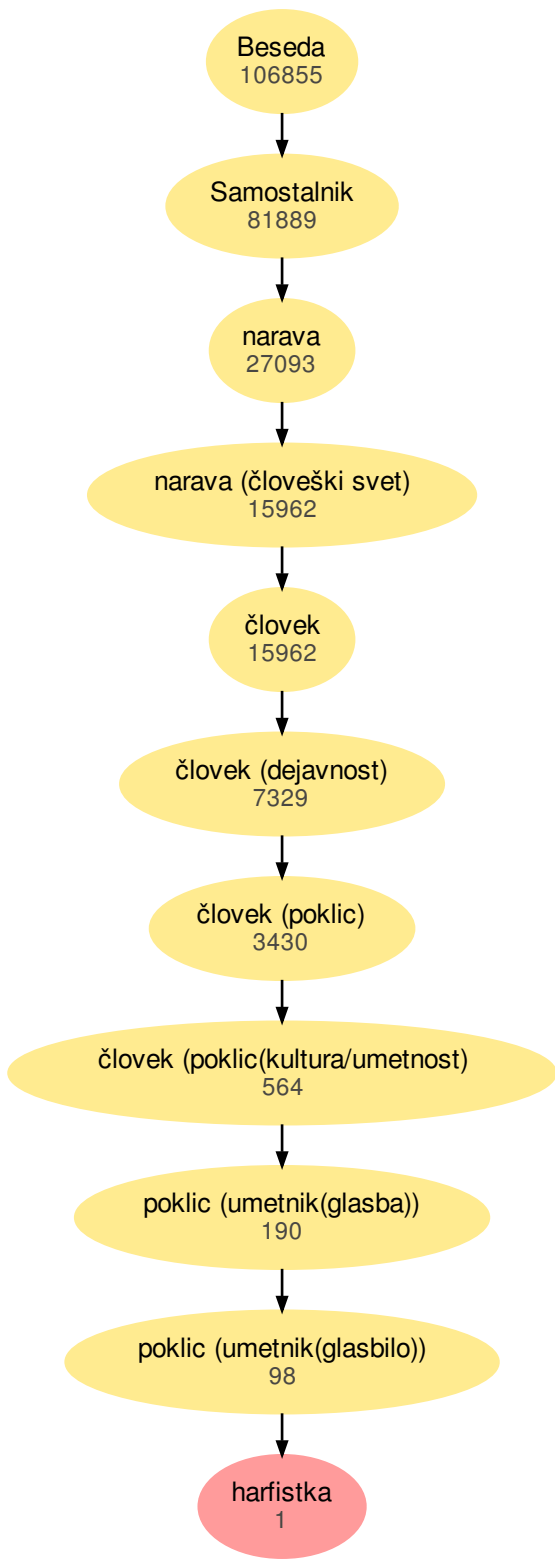 Beseda
106855
Samostalnik
81889
narava
27093
narava (človeški svet)
15962
človek
15962
človek (dejavnost)
7329
človek (poklic)
3430
človek (poklic(kultura/umetnost)
564
poklic (umetnik(glasba))
190
poklic (umetnik(glasbilo))
98
harfistka
1